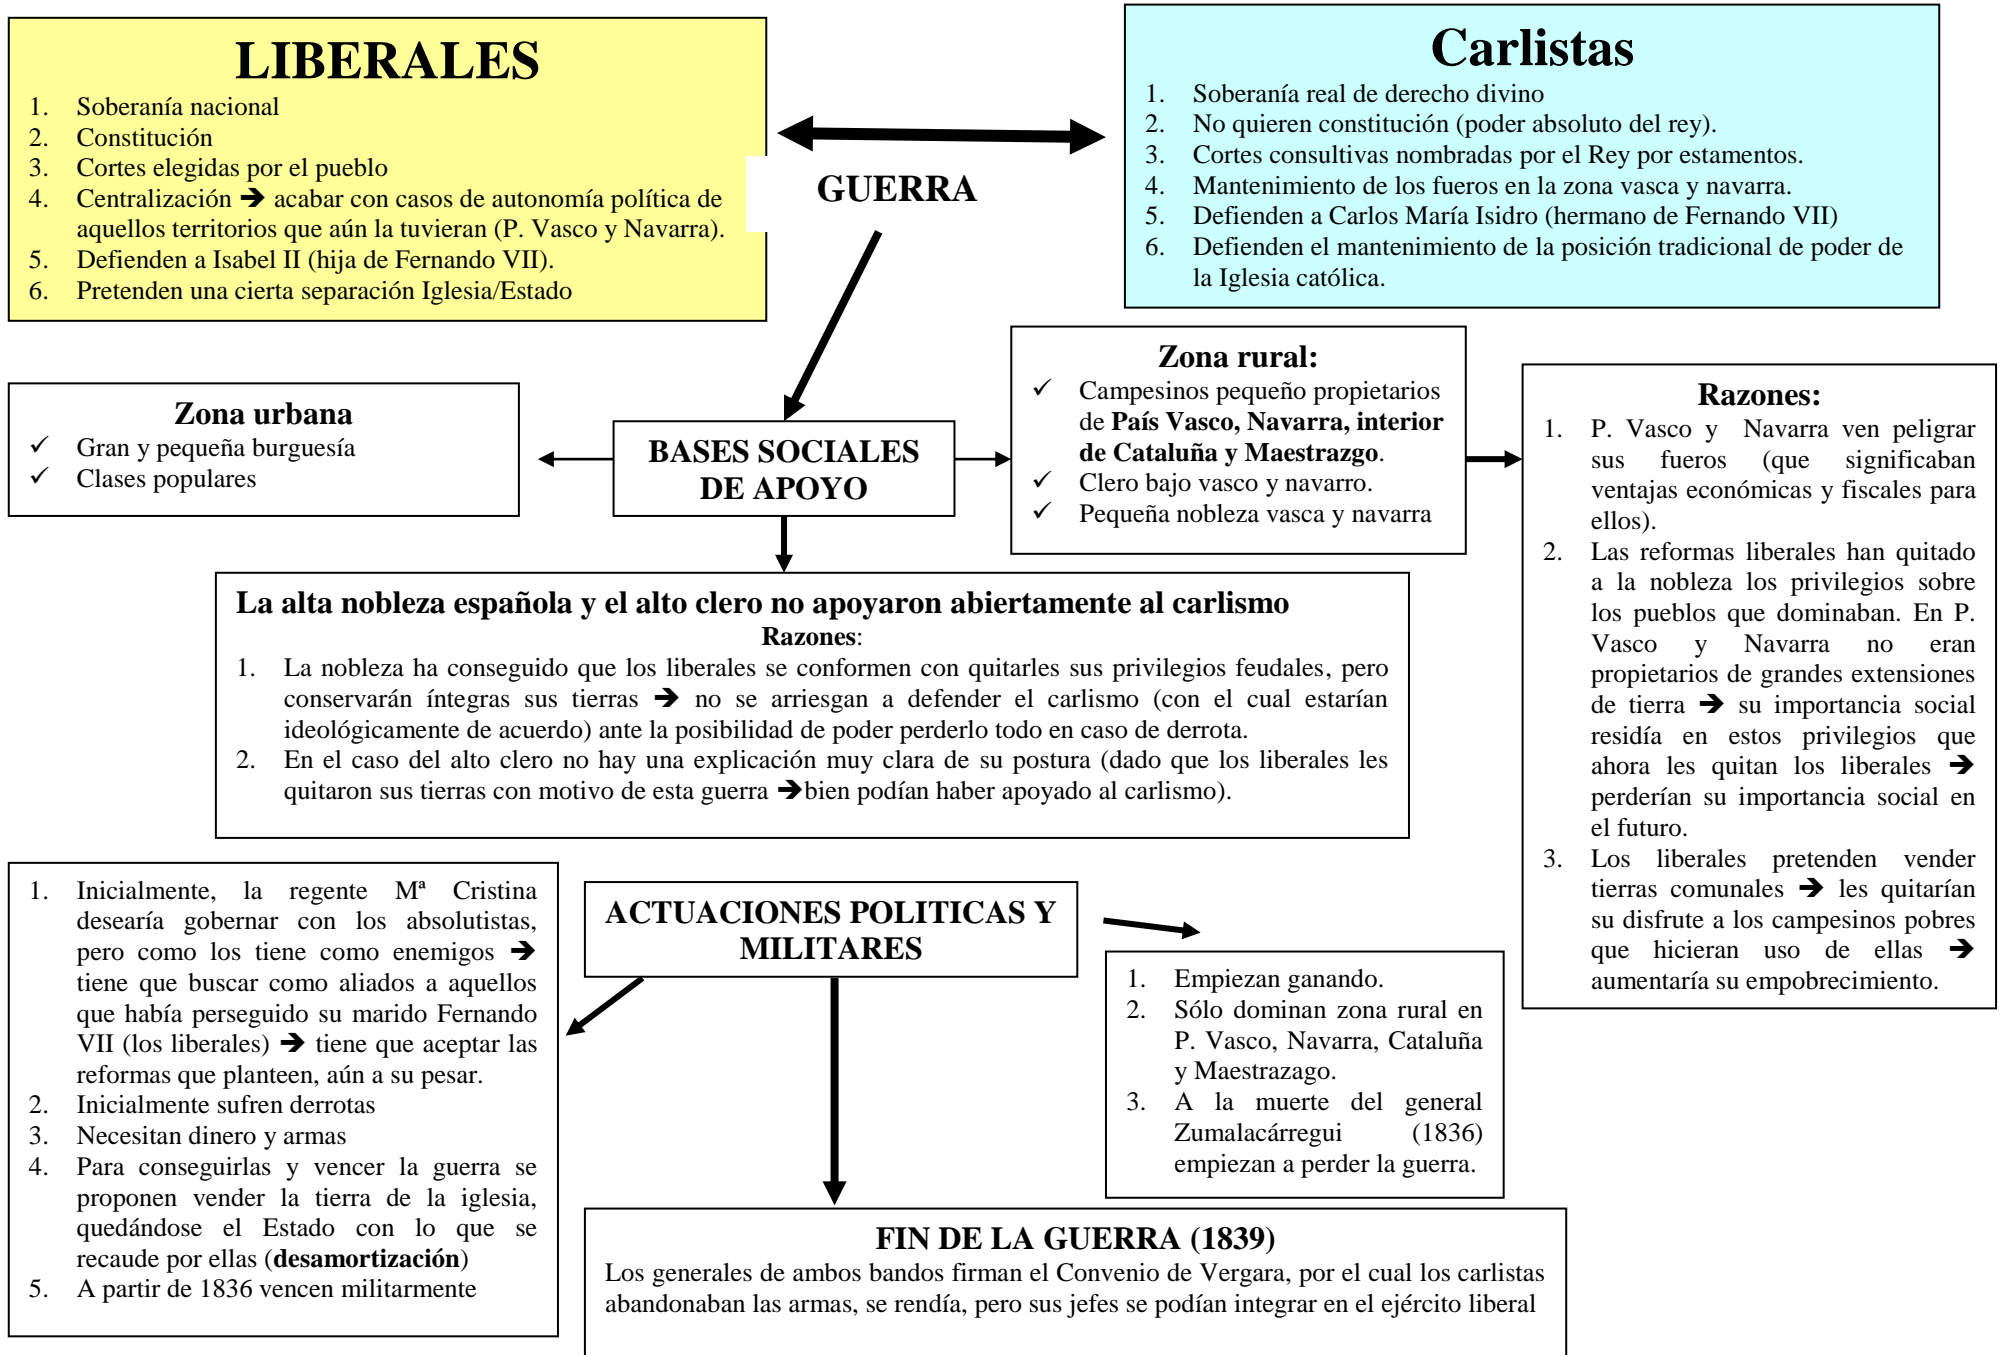 LIBERALES
1. Soberanía nacional
2. Constitución
3. Cortes elegidas por el pueblo
4. Centralización ➔ acabar con casos de autonomía política de
aquellos territorios que aún la tuvieran (P. Vasco y Navarra).
5. Defienden a Isabel II (hija de Fernando VII).
6. Pretenden una cierta separación Iglesia/Estado
GUERRA
Carlistas
1. Soberanía real de derecho divino
2. No quieren constitución (poder absoluto del rey).
3. Cortes consultivas nombradas por el Rey por estamentos.
4. Mantenimiento de los fueros en la zona vasca y navarra.
5. Defienden a Carlos María Isidro (hermano de Fernando VII)
6. Defienden el mantenimiento de la posición tradicional de poder de
la Iglesia católica.
Zona urbana
✓ Gran y pequeña burguesía
✓ Clases populares
BASES SOCIALES
DE APOYO
Zona rural:
✓ Campesinos pequeño propietarios
de País Vasco, Navarra, interior
de Cataluña y Maestrazgo.
✓ Clero bajo vasco y navarro.
✓ Pequeña nobleza vasca y navarra
Razones:
1. P. Vasco y Navarra ven peligrar
sus fueros (que significaban
ventajas económicas y fiscales para
ellos).
2. Las reformas liberales han quitado
a la nobleza los privilegios sobre
los pueblos que dominaban. En P.
Vasco y Navarra no eran
propietarios de grandes extensiones
de tierra ➔ su importancia social
residía en estos privilegios que
ahora les quitan los liberales ➔
perderían su importancia social en
el futuro.
3. Los liberales pretenden vender
tierras comunales ➔ les quitarían
su disfrute a los campesinos pobres
que hicieran uso de ellas ➔
aumentaría su empobrecimiento.
La alta nobleza española y el alto clero no apoyaron abiertamente al carlismo
Razones:
1. La nobleza ha conseguido que los liberales se conformen con quitarles sus privilegios feudales, pero
conservarán íntegras sus tierras ➔ no se arriesgan a defender el carlismo (con el cual estarían
ideológicamente de acuerdo) ante la posibilidad de poder perderlo todo en caso de derrota.
2. En el caso del alto clero no hay una explicación muy clara de su postura (dado que los liberales les
quitaron sus tierras con motivo de esta guerra ➔bien podían haber apoyado al carlismo).
1. Inicialmente, la regente Mª Cristina
desearía gobernar con los absolutistas,
pero como los tiene como enemigos ➔
tiene que buscar como aliados a aquellos
que había perseguido su marido Fernando
VII (los liberales) ➔ tiene que aceptar las
reformas que planteen, aún a su pesar.
2. Inicialmente sufren derrotas
3. Necesitan dinero y armas
4. Para conseguirlas y vencer la guerra se
proponen vender la tierra de la iglesia,
quedándose el Estado con lo que se
recaude por ellas (desamortización)
5. A partir de 1836 vencen militarmente
ACTUACIONES POLITICAS Y
MILITARES
1. Empiezan ganando.
2. Sólo dominan zona rural en
P. Vasco, Navarra, Cataluña
y Maestrazago.
3. A la muerte del general
Zumalacárregui (1836)
empiezan a perder la guerra.
FIN DE LA GUERRA (1839)
Los generales de ambos bandos firman el Convenio de Vergara, por el cual los carlistas
abandonaban las armas, se rendía, pero sus jefes se podían integrar en el ejército liberal